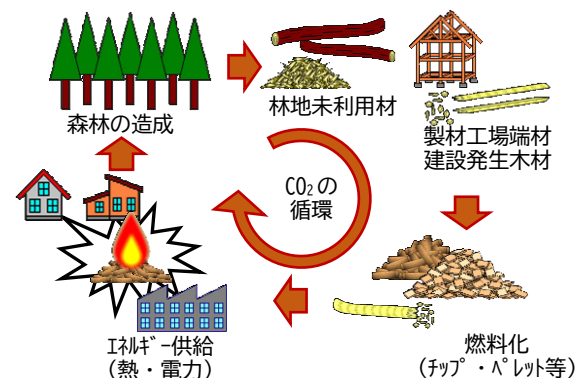 森林の造成
林地未利用材
製材工場端材
建設発生木材
CO₂の
循環
燃料化
（ﾁｯﾌﾟ・ﾍﾟﾚｯﾄ等）
ｴﾈﾙｷﾞｰ供給
（熱・電力）